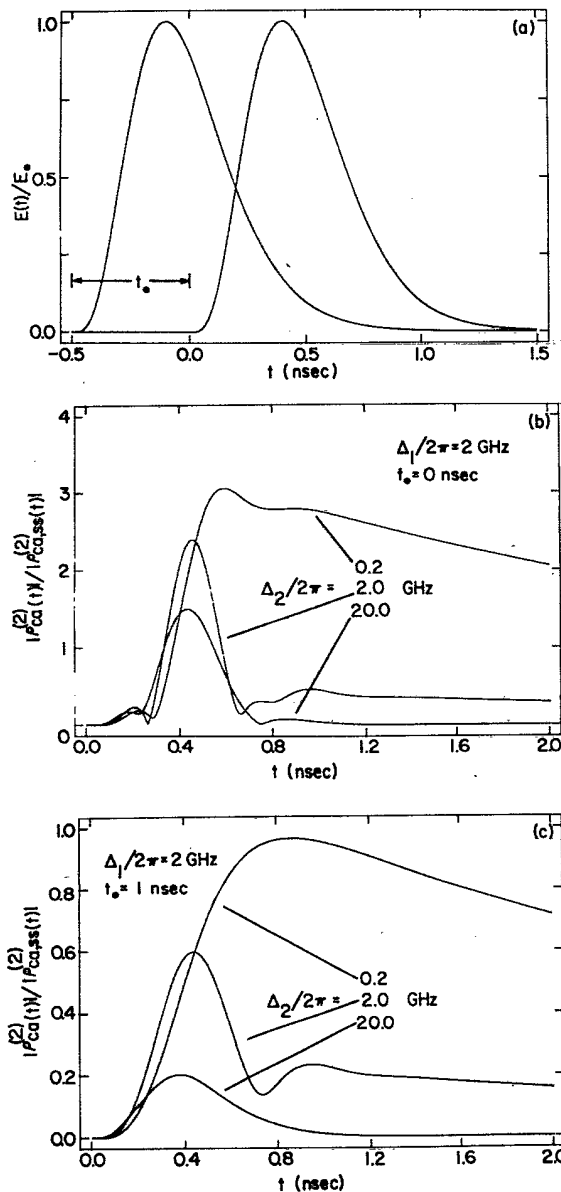 (a)
1.0
0.5
0.0
E(t)/E₀
t₀
-0.5 0.0 0.5 1.0 1.5
t (nsec)
(b)
4
3
2
1
0
|ρca(2)(t)|/|ρca,ss(2)(t)|
Δ₁/2π=2 GHz
t₀=0 nsec
0.2
Δ₂/2π= 2.0 GHz
20.0
0.0 0.4 0.8 1.2 1.6 2.0
t (nsec)
(c)
1.0
0.8
0.6
0.4
0.2
0.0
|ρca(2)(t)|/|ρca,ss(2)(t)|
Δ₁/2π=2 GHz
t₀=1 nsec
0.2
Δ₂/2π= 2.0 GHz
20.0
0.0 0.4 0.8 1.2 1.6 2.0
t (nsec)